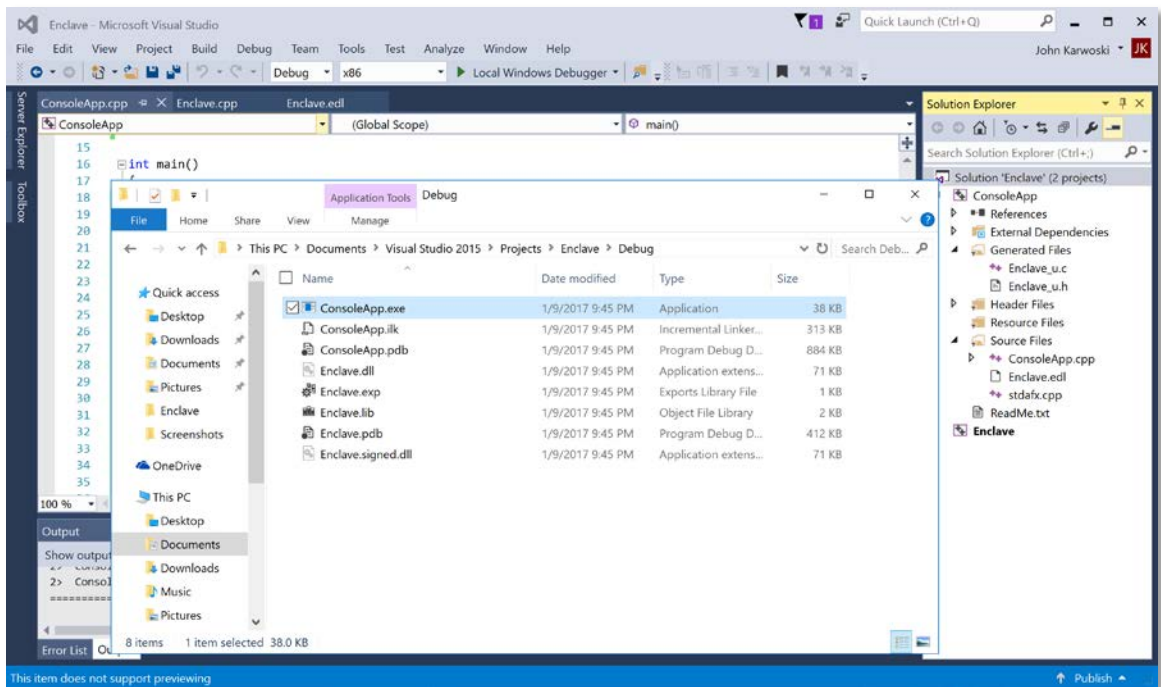 Enclave - Microsoft Visual Studio
1
Quick Launch (Ctrl+Q)
File Edit View Project Build Debug Team Tools Test Analyze Window Help
John Karwoski JK
Debug x86 Local Windows Debugger
Server Explorer
Toolbox
ConsoleApp.cpp Enclave.cpp Enclave.edl
ConsoleApp (Global Scope) main()
15
16 int main()
17 {
18
19
20
21
22
23
24
25
26
27
28
29
30
31
32
33
34
35
100 %
Output
Show output
2> Consol
===========
Error List
Application Tools Debug
File Home Share View Manage
This PC > Documents > Visual Studio 2015 > Projects > Enclave > Debug
Search Deb...
Quick access
Desktop
Downloads
Documents
Pictures
Enclave
Screenshots
OneDrive
This PC
Desktop
Documents
Downloads
Music
Pictures
Name Date modified Type Size
ConsoleApp.exe 1/9/2017 9:45 PM Application 38 KB
ConsoleApp.ilk 1/9/2017 9:45 PM Incremental Linker... 313 KB
ConsoleApp.pdb 1/9/2017 9:45 PM Program Debug D... 884 KB
Enclave.dll 1/9/2017 9:45 PM Application extens... 71 KB
Enclave.exp 1/9/2017 9:45 PM Exports Library File 1 KB
Enclave.lib 1/9/2017 9:45 PM Object File Library 2 KB
Enclave.pdb 1/9/2017 9:45 PM Program Debug D... 412 KB
Enclave.signed.dll 1/9/2017 9:45 PM Application extens... 71 KB
8 items 1 item selected 38.0 KB
Solution Explorer
Search Solution Explorer (Ctrl+;)
Solution 'Enclave' (2 projects)
ConsoleApp
References
External Dependencies
Generated Files
Enclave_u.c
Enclave_u.h
Header Files
Resource Files
Source Files
ConsoleApp.cpp
Enclave.edl
stdafx.cpp
ReadMe.txt
Enclave
This item does not support previewing
Publish